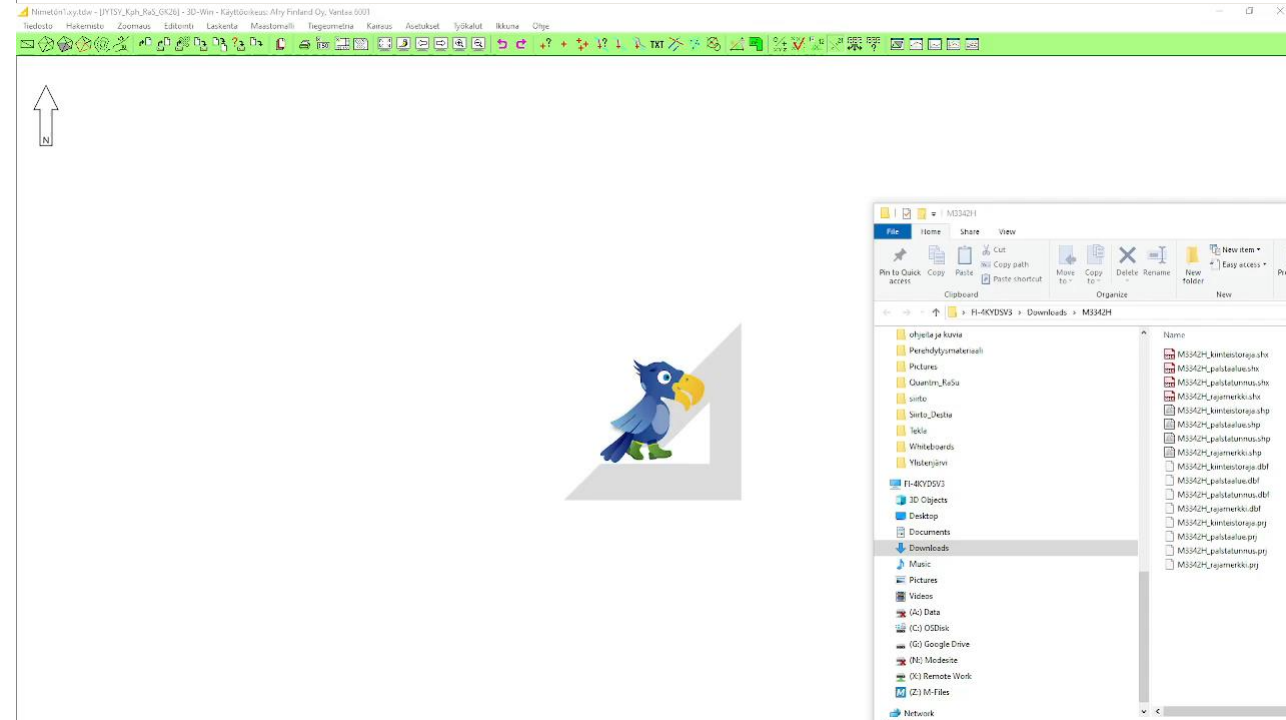 Nimetön1.xy.tdw - [JYTSY_Kph_RaS_GK26] - 3D-Win - Käyttöoikeus: Afry Finland Oy, Vantaa 6001
Tiedosto Hakemisto Zoomaus Editointi Laskenta Maastomalli Tiegeometria Kairaus Asetukset Työkalut Ikkuna Ohje
TXT
N
M3342H
File Home Share View
Pin to Quick access
Copy
Paste
Cut
Copy path
Paste shortcut
Move to
Copy to
Delete
Rename
New folder
New item
Easy access
Clipboard Organize New
FI-4KYDSV3 > Downloads > M3342H
ohjeita ja kuvia
Perehdytysmateriaali
Pictures
Quantm_RaSu
siirto
Siirto_Destia
Tekla
Whiteboards
Ylistenjärvi
FI-4KYDSV3
3D Objects
Desktop
Documents
Downloads
Music
Pictures
Videos
(A:) Data
(C:) OSDisk
(G:) Google Drive
(N:) Modesite
(X:) Remote Work
(Z:) M-Files
Network
Name
M3342H_kiinteistoraja.shx
M3342H_palstaalue.shx
M3342H_palstatunnus.shx
M3342H_rajamerkki.shx
M3342H_kiinteistoraja.shp
M3342H_palstaalue.shp
M3342H_palstatunnus.shp
M3342H_rajamerkki.shp
M3342H_kiinteistoraja.dbf
M3342H_palstaalue.dbf
M3342H_palstatunnus.dbf
M3342H_rajamerkki.dbf
M3342H_kiinteistoraja.prj
M3342H_palstaalue.prj
M3342H_palstatunnus.prj
M3342H_rajamerkki.prj